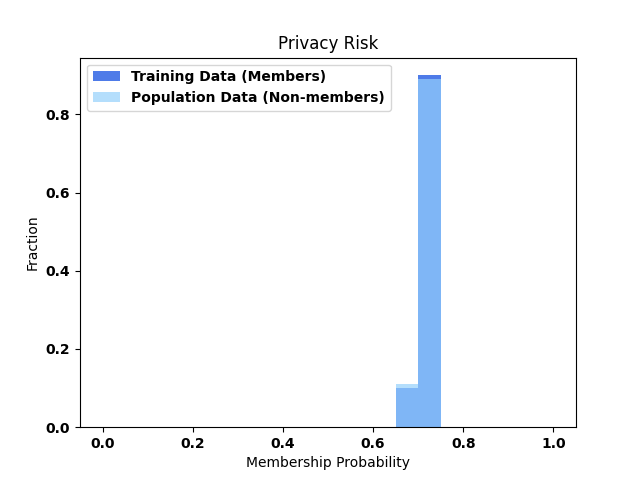 Privacy Risk
Training Data (Members)
Population Data (Non-members)
0.8
0.6
0.4
0.2
0.0
Fraction
0.0 0.2 0.4 0.6 0.8 1.0
Membership Probability